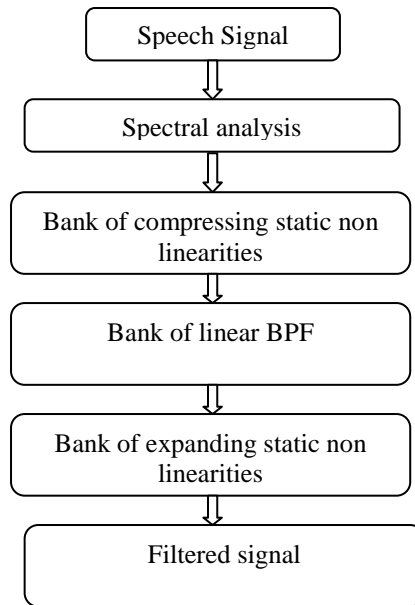 Speech Signal
Spectral analysis
Bank of compressing static non
linearities
Bank of linear BPF
Bank of expanding static non
linearities
Filtered signal